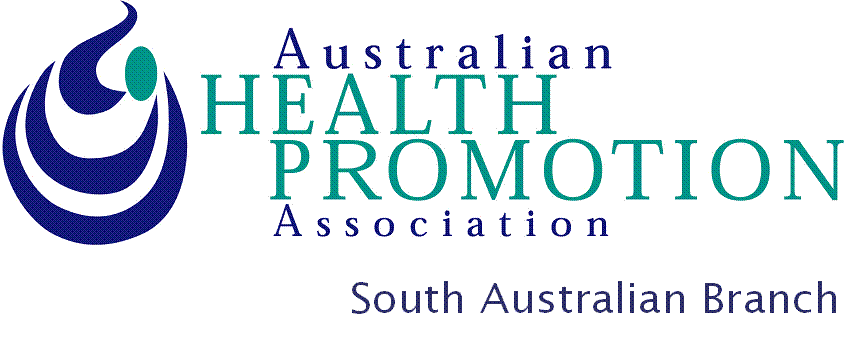 Australian
HEALTH
PROMOTION
Association
South Australian Branch